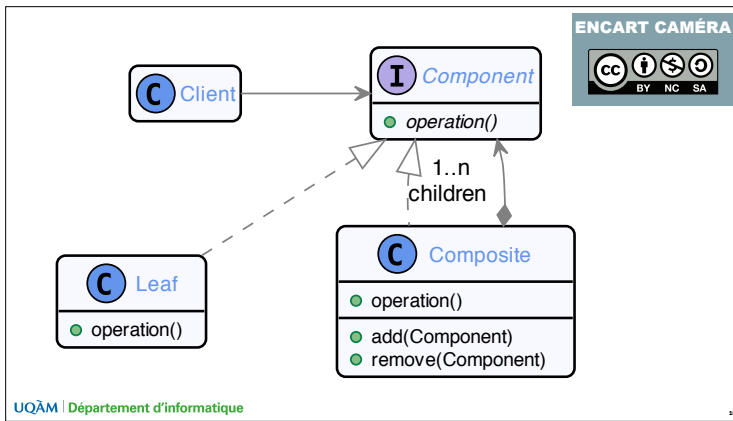 ENCART CAMÉRA
cc
BY NC SA
C Client
I Component
operation()
1..n
children
C Leaf
operation()
C Composite
operation()
add(Component)
remove(Component)
UQÀM Département d'informatique